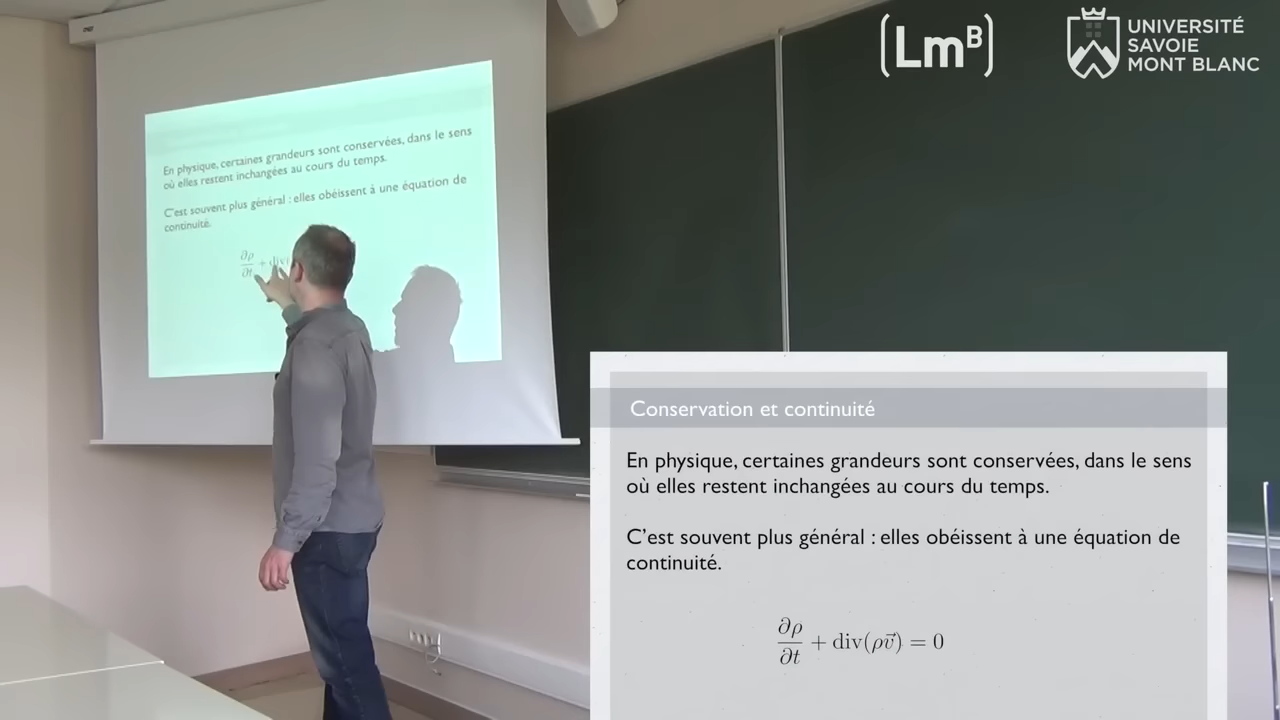 (Lmᴮ)
UNIVERSITÉ
SAVOIE
MONT BLANC
En physique, certaines grandeurs sont conservées, dans le sens
où elles restent inchangées au cours du temps.
C'est souvent plus général : elles obéissent à une équation de
continuité.
∂ρ/∂t + div(
Conservation et continuité
En physique, certaines grandeurs sont conservées, dans le sens
où elles restent inchangées au cours du temps.
C'est souvent plus général : elles obéissent à une équation de
continuité.
∂ρ/∂t + div(ρv⃗) = 0